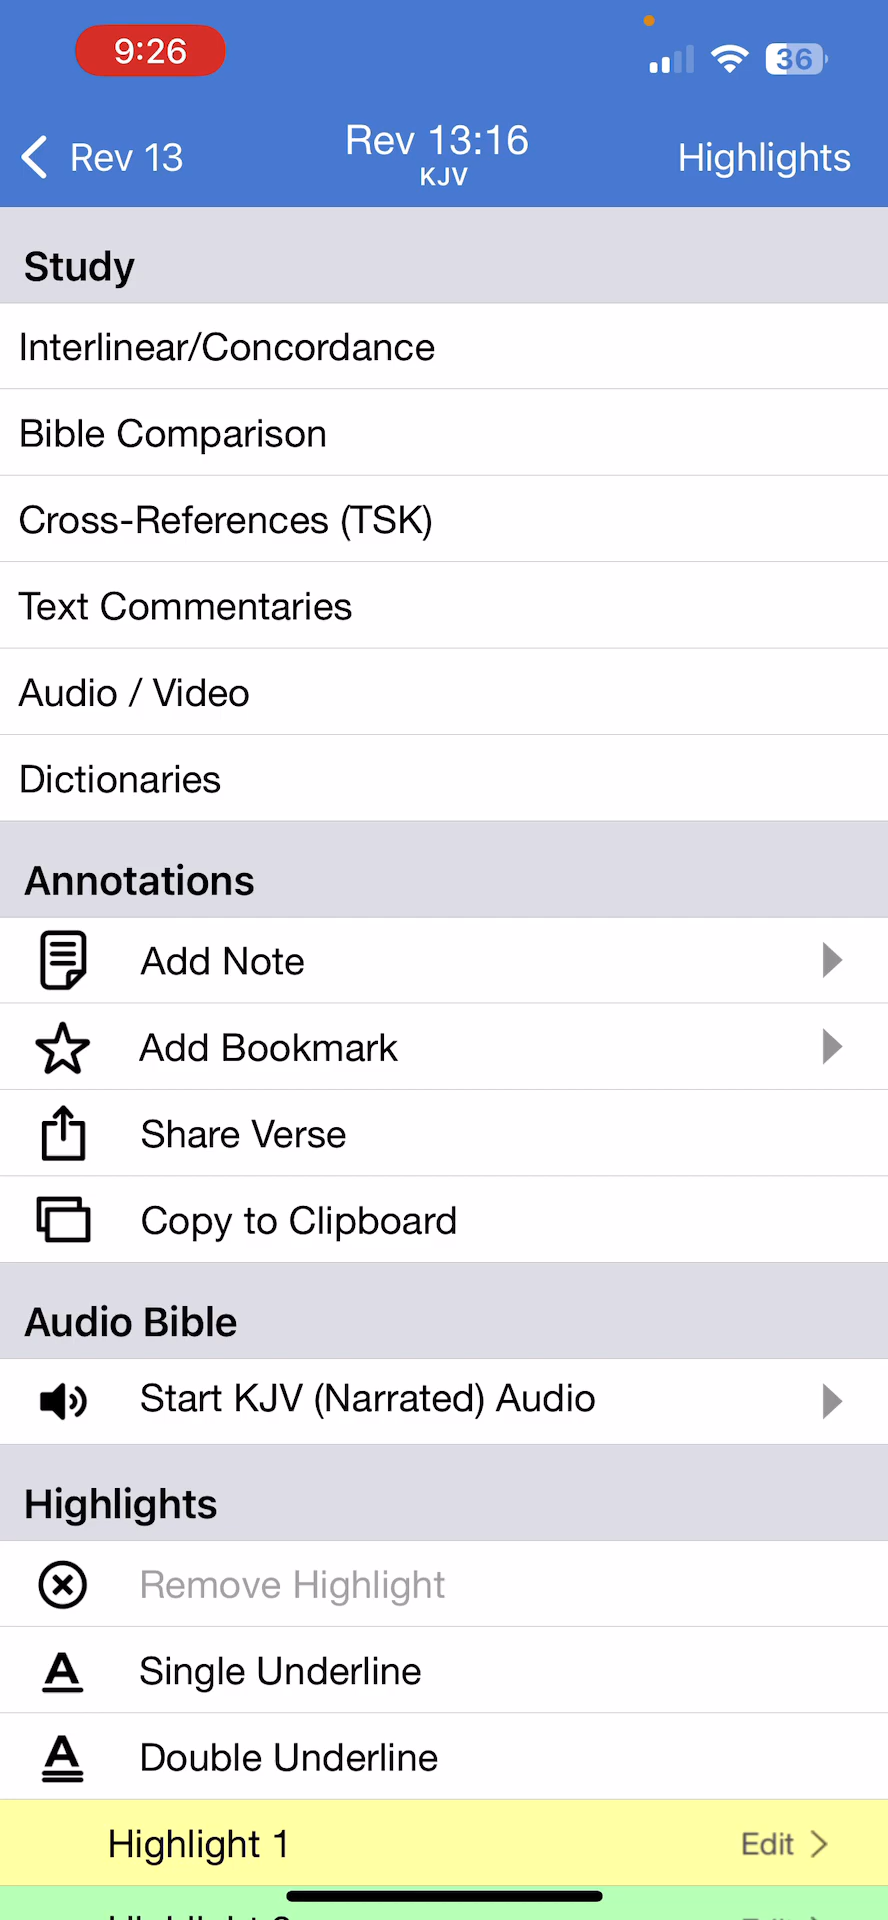 9:26
36
Rev 13
Rev 13:16
KJV
Highlights
Study
Interlinear/Concordance
Bible Comparison
Cross-References (TSK)
Text Commentaries
Audio / Video
Dictionaries
Annotations
Add Note
Add Bookmark
Share Verse
Copy to Clipboard
Audio Bible
Start KJV (Narrated) Audio
Highlights
Remove Highlight
A Single Underline
A Double Underline
Highlight 1 Edit